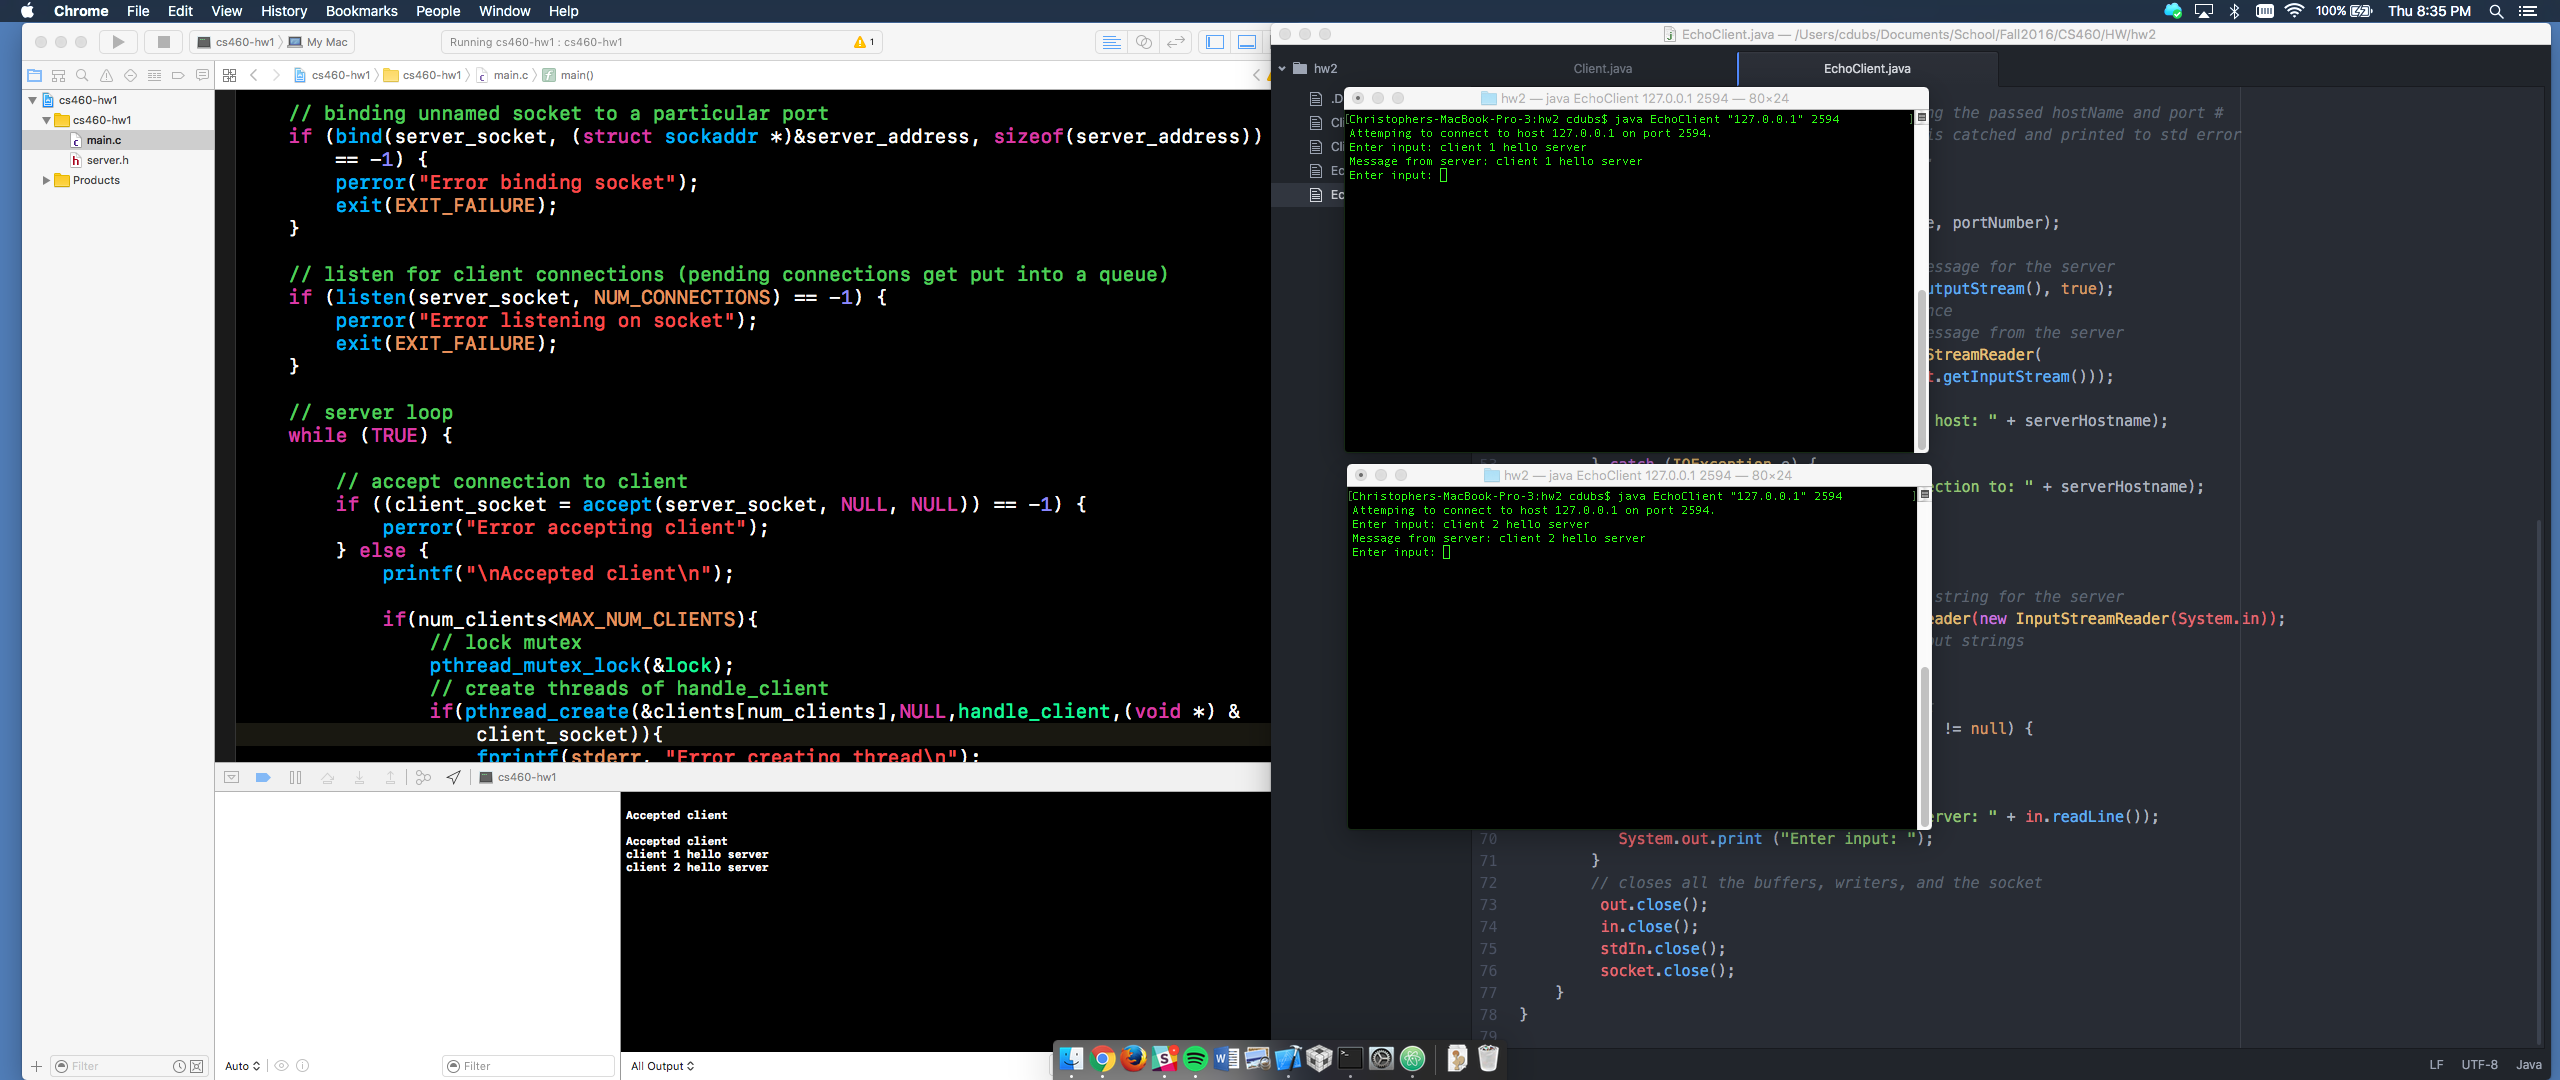 Chrome File Edit View History Bookmarks People Window Help
100% Thu 8:35 PM
cs460-hw1 My Mac
Running cs460-hw1 : cs460-hw1
1
cs460-hw1 cs460-hw1 main.c main()
cs460-hw1
cs460-hw1
main.c
server.h
Products
// binding unnamed socket to a particular port
if (bind(server_socket, (struct sockaddr *)&server_address, sizeof(server_address))
== -1) {
perror("Error binding socket");
exit(EXIT_FAILURE);
}
// listen for client connections (pending connections get put into a queue)
if (listen(server_socket, NUM_CONNECTIONS) == -1) {
perror("Error listening on socket");
exit(EXIT_FAILURE);
}
// server loop
while (TRUE) {
// accept connection to client
if ((client_socket = accept(server_socket, NULL, NULL)) == -1) {
perror("Error accepting client");
} else {
printf("\nAccepted client\n");
if(num_clients<MAX_NUM_CLIENTS){
// lock mutex
pthread_mutex_lock(&lock);
// create threads of handle_client
if(pthread_create(&clients[num_clients],NULL,handle_client,(void *) &
client_socket)){
fprintf(stderr, "Error creating thread\n");
cs460-hw1
Accepted client
Accepted client
client 1 hello server
client 2 hello server
Filter
Auto
Filter
All Output
EchoClient.java — /Users/cdubs/Documents/School/Fall2016/CS460/HW/hw2
hw2
Client.java
EchoClient.java
.D
Cl
Cl
Ec
Ec
hw2 — java EchoClient 127.0.0.1 2594 — 80×24
[Christophers-MacBook-Pro-3:hw2 cdubs$ java EchoClient "127.0.0.1" 2594 ]
Attemping to connect to host 127.0.0.1 on port 2594.
Enter input: client 1 hello server
Message from server: client 1 hello server
Enter input:
hw2 — java EchoClient 127.0.0.1 2594 — 80×24
[Christophers-MacBook-Pro-3:hw2 cdubs$ java EchoClient "127.0.0.1" 2594 ]
Attemping to connect to host 127.0.0.1 on port 2594.
Enter input: client 2 hello server
Message from server: client 2 hello server
Enter input:
ng the passed hostName and port #
is catched and printed to std error
e, portNumber);
essage for the server
utputStream(), true);
nce
essage from the server
StreamReader(
t.getInputStream()));
host: " + serverHostname);
} catch (IOException e) {
ction to: " + serverHostname);
string for the server
eader(new InputStreamReader(System.in));
ut strings
!= null) {
erver: " + in.readLine());
70 System.out.print ("Enter input: ");
71 }
72 // closes all the buffers, writers, and the socket
73 out.close();
74 in.close();
75 stdIn.close();
76 socket.close();
77 }
78 }
79
LF UTF-8 Java